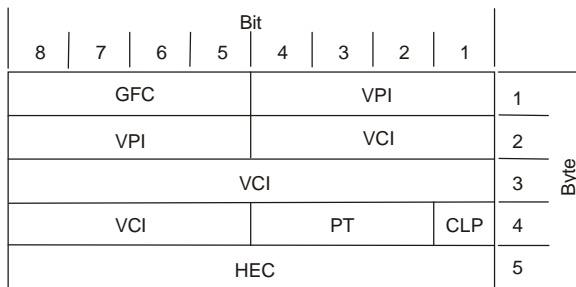 Bit
8 7 6 5 4 3 2 1
GFC VPI 1
VPI VCI 2
VCI 3
VCI PT CLP 4
HEC 5
Byte